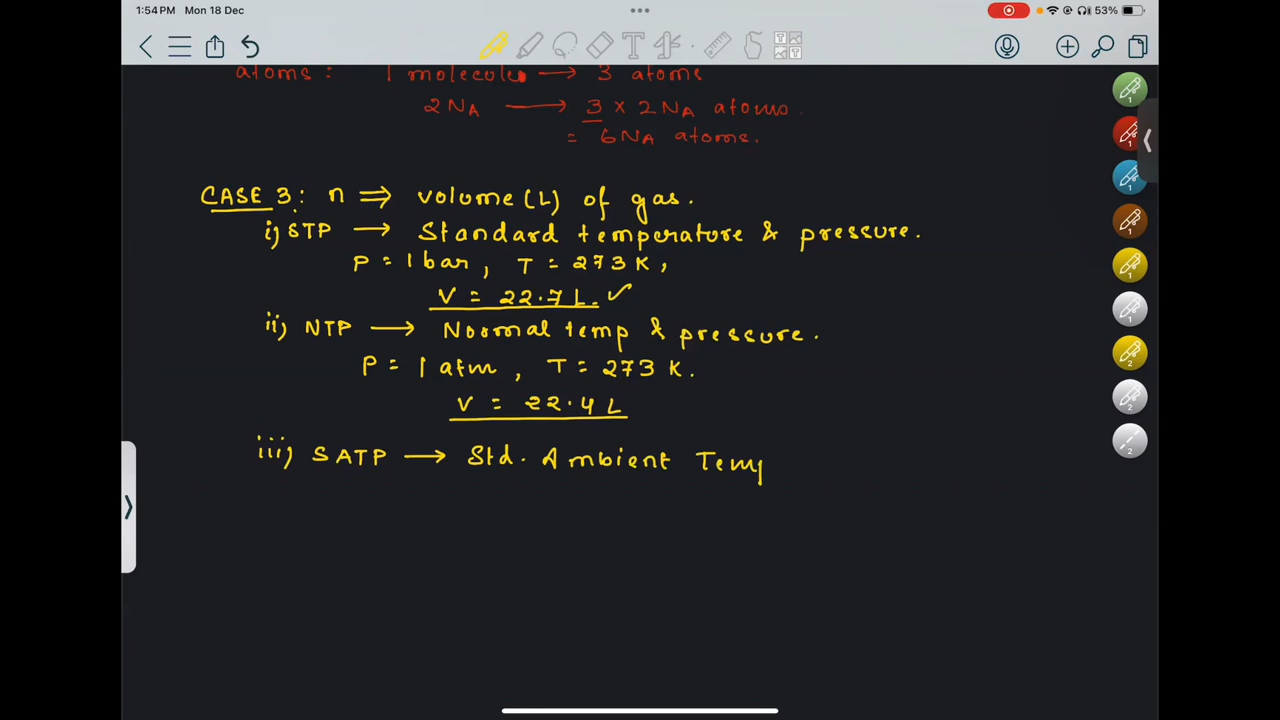 1:54 PM Mon 18 Dec
53%
atoms : 1 molecule → 3 atoms
2NA → 3 × 2NA atoms.
= 6NA atoms.
CASE 3 : n ⇒ volume (L) of gas.
i) STP → Standard temperature & pressure.
P = 1 bar , T = 273 K ,
V = 22.7 L. ✓
ii) NTP → Normal temp & pressure.
P = 1 atm , T = 273 K.
V = 22.4 L
iii) SATP → Std. Ambient Temp